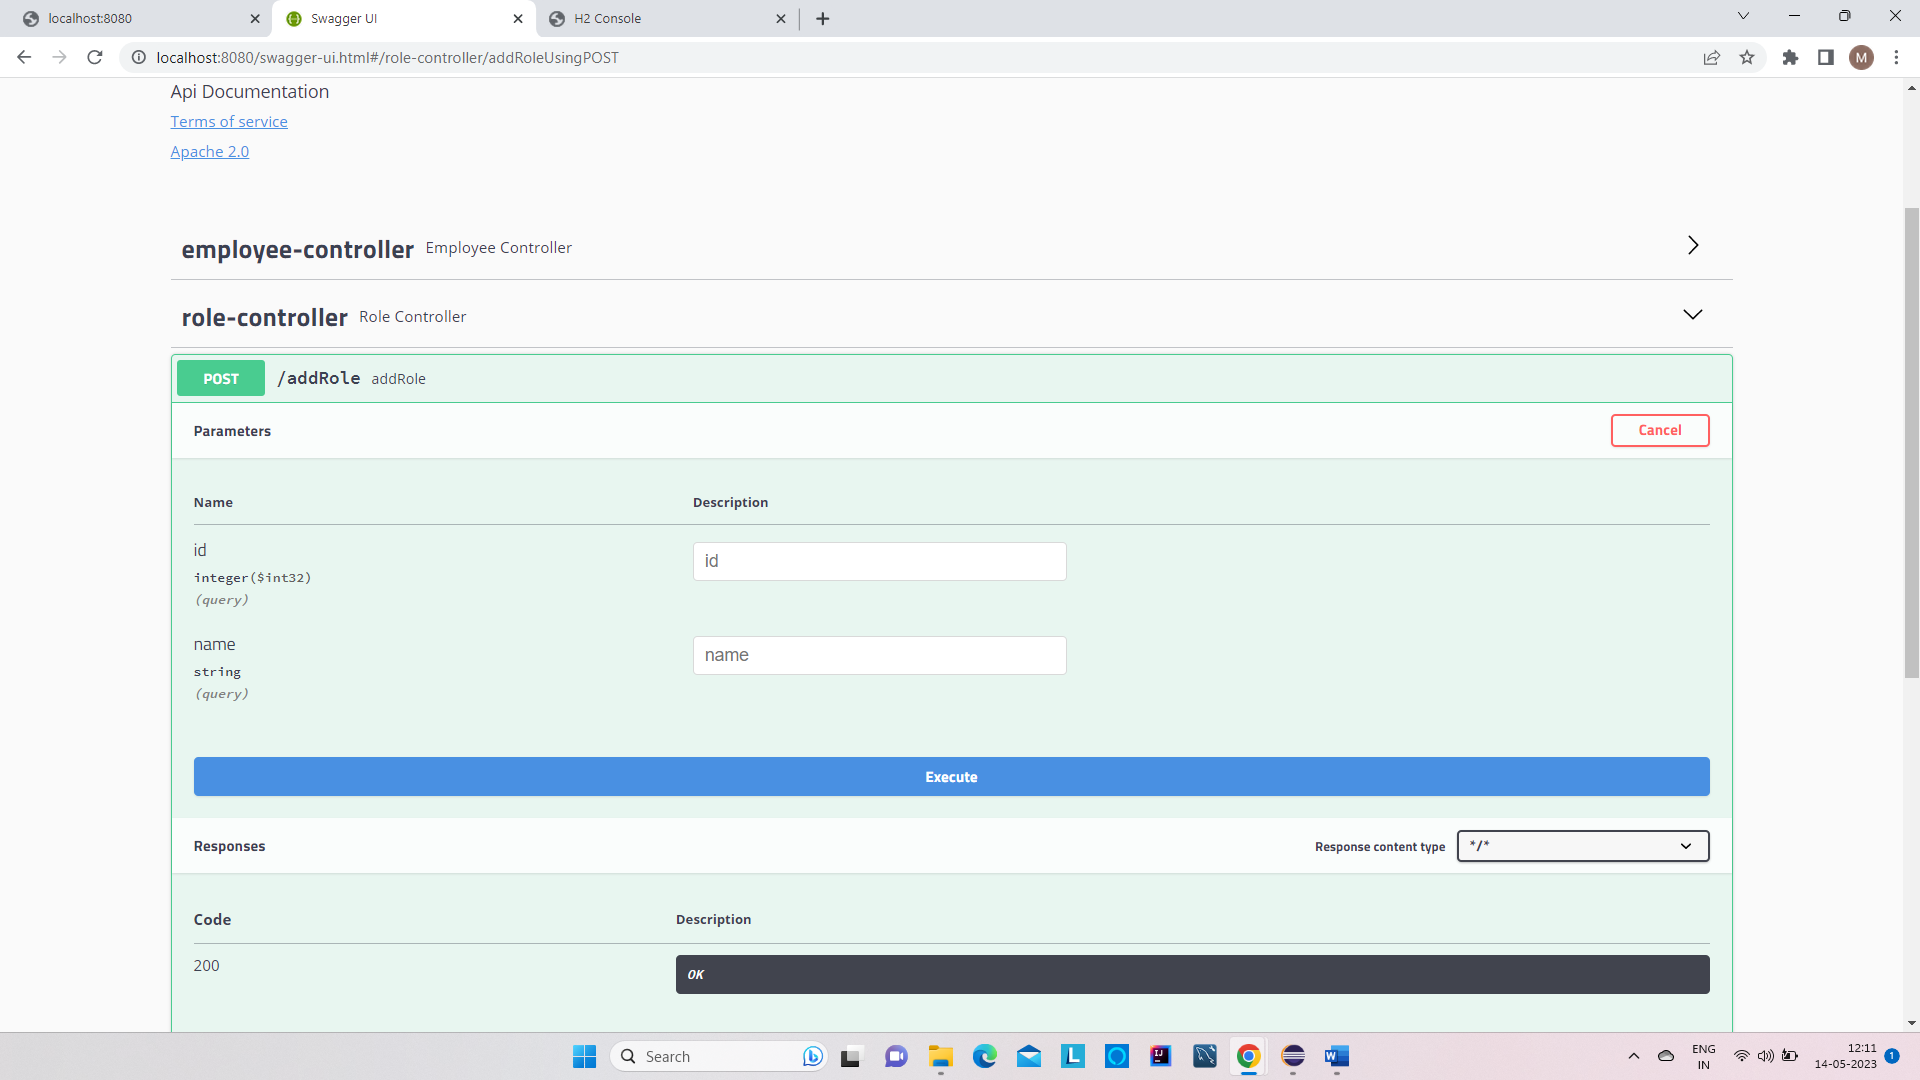 localhost:8080
Swagger UI
H2 Console
localhost:8080/swagger-ui.html#/role-controller/addRoleUsingPOST
M
Api Documentation
Terms of service
Apache 2.0
employee-controller Employee Controller
role-controller Role Controller
POST /addRole addRole
Parameters
Cancel
Name Description
id
integer($int32)
(query)
id
name
string
(query)
name
Execute
Responses
Response content type */*
Code Description
200 OK
Search
L
IJ
W
ENG
IN
12:11
14-05-2023
1